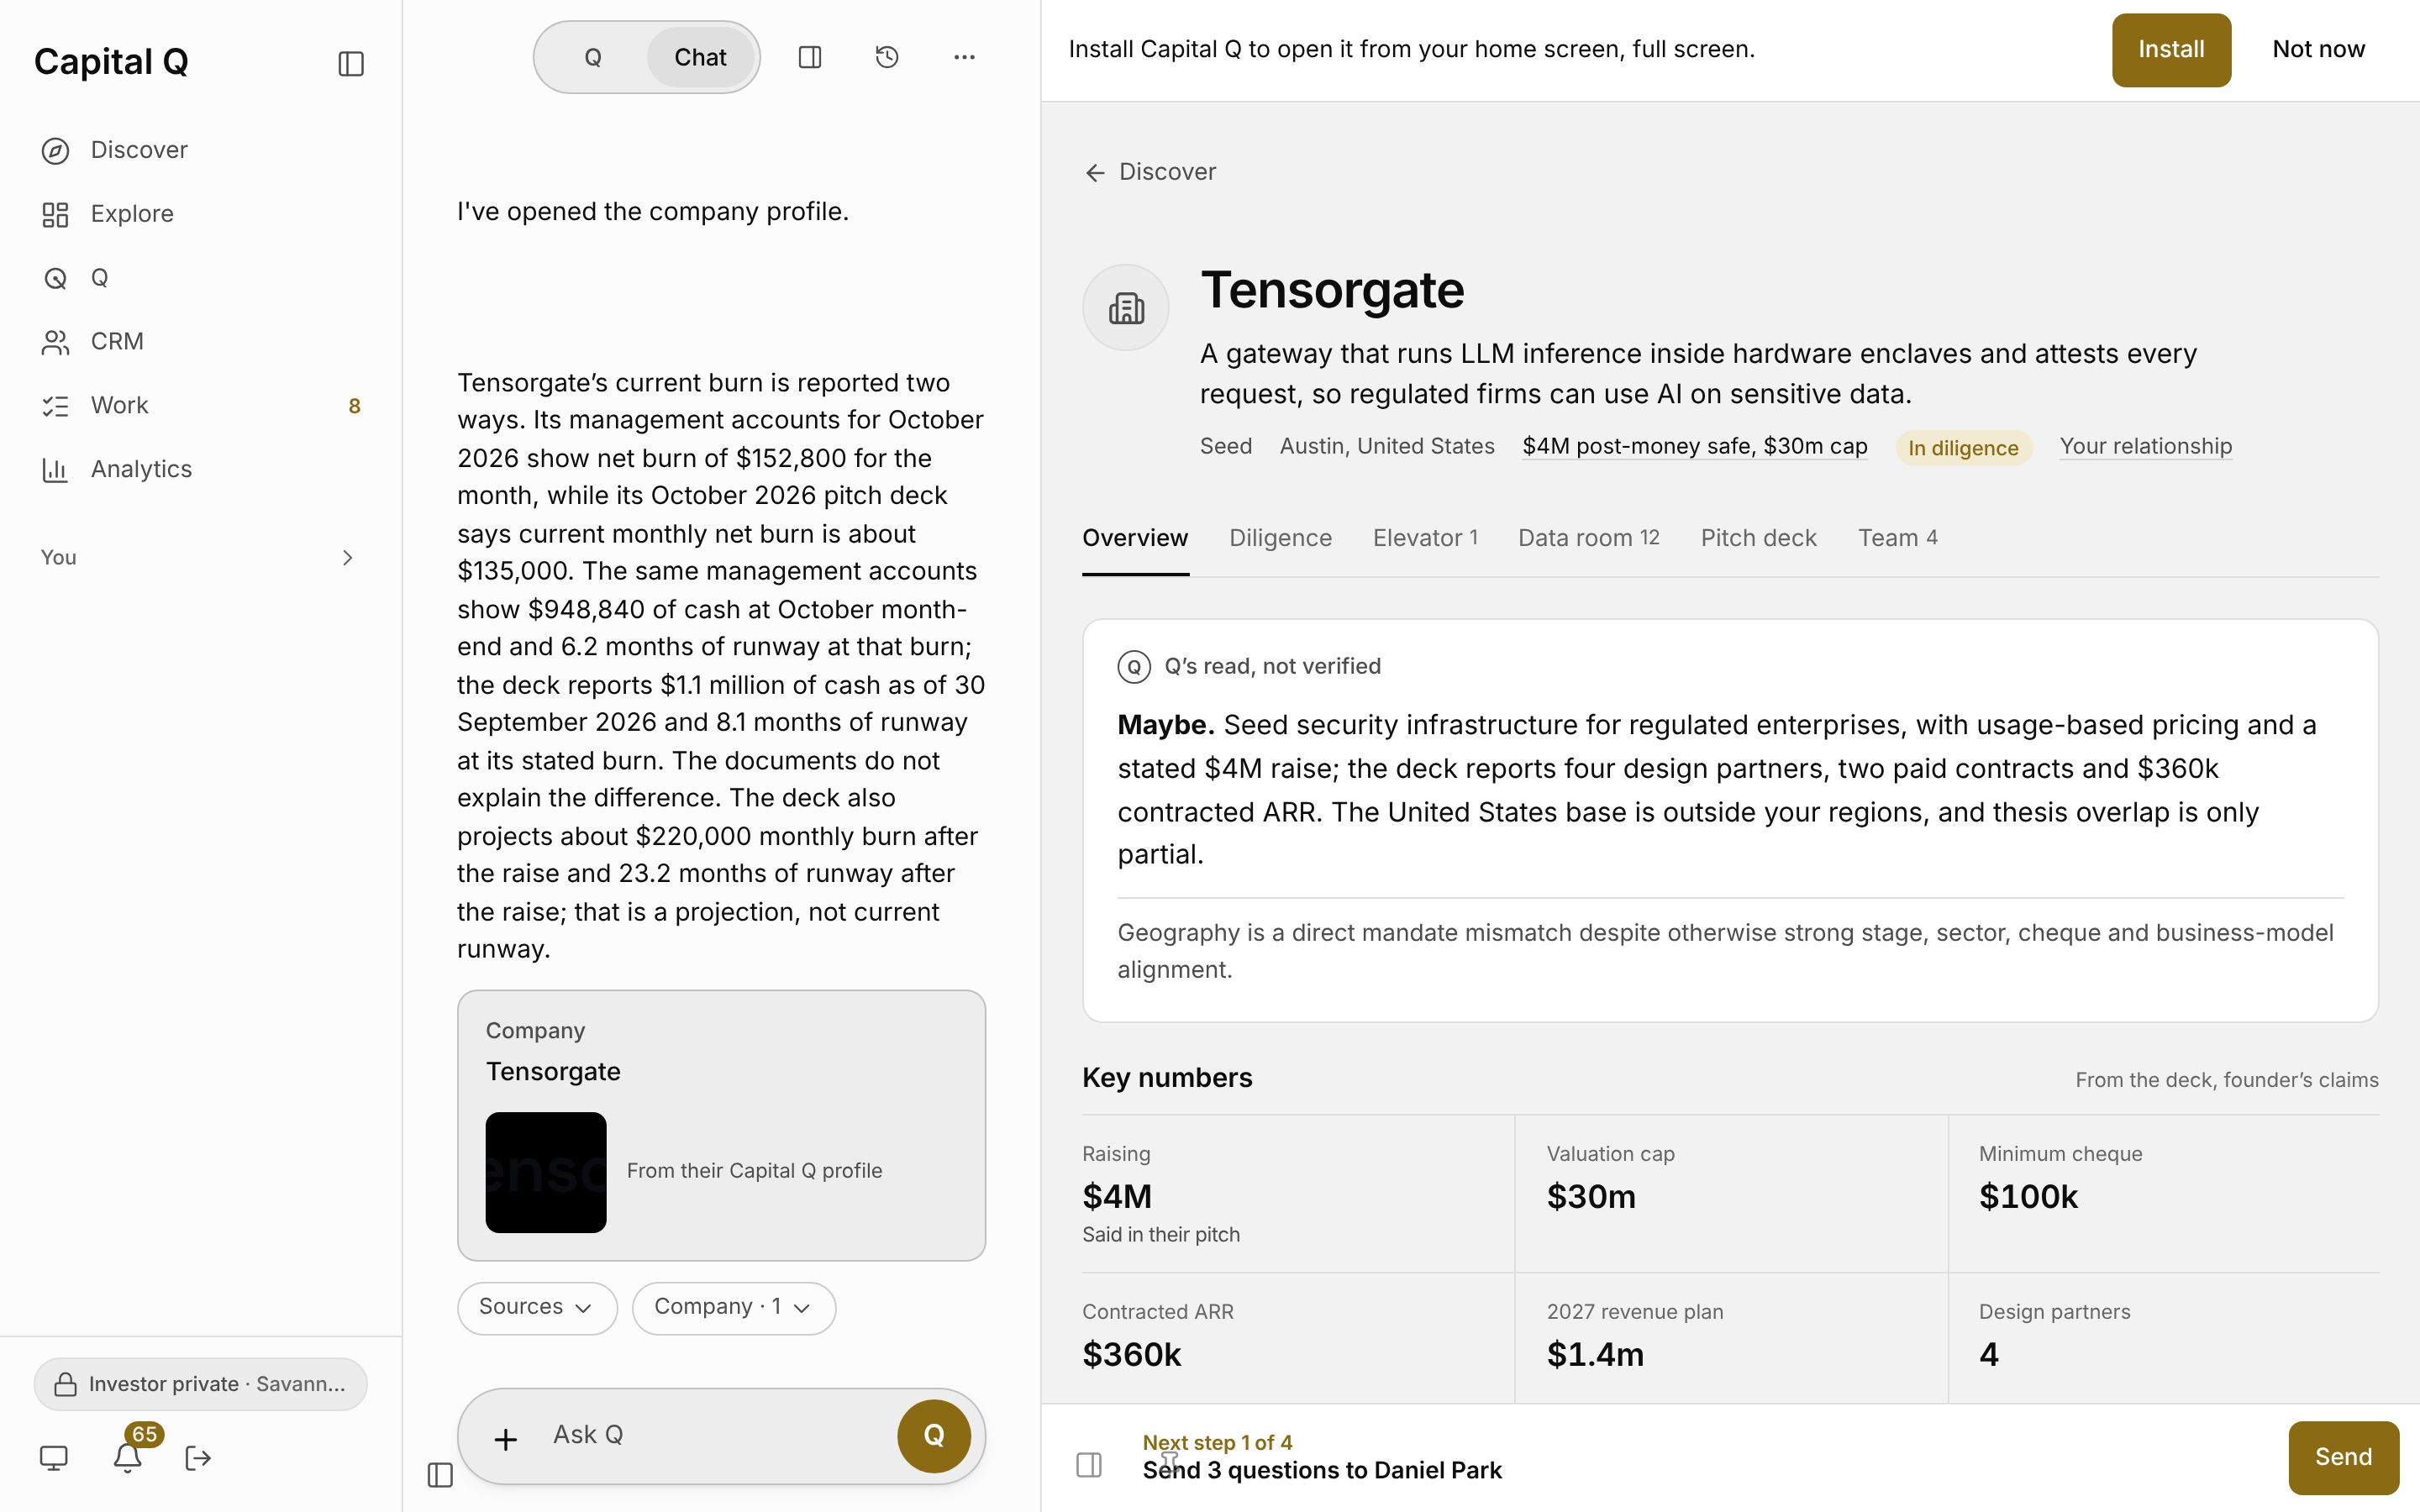 Capital Q
Discover
Explore
Q
CRM
Work 8
Analytics
You
Investor private · Savann...
65
Q Chat
I've opened the company profile.
Tensorgate’s current burn is reported two
ways. Its management accounts for October
2026 show net burn of $152,800 for the
month, while its October 2026 pitch deck
says current monthly net burn is about
$135,000. The same management accounts
show $948,840 of cash at October month-
end and 6.2 months of runway at that burn;
the deck reports $1.1 million of cash as of 30
September 2026 and 8.1 months of runway
at its stated burn. The documents do not
explain the difference. The deck also
projects about $220,000 monthly burn after
the raise and 23.2 months of runway after
the raise; that is a projection, not current
runway.
Company
Tensorgate
enso
From their Capital Q profile
Sources
Company · 1
Ask Q
Q
Install Capital Q to open it from your home screen, full screen.
Install
Not now
Discover
Tensorgate
A gateway that runs LLM inference inside hardware enclaves and attests every
request, so regulated firms can use AI on sensitive data.
Seed Austin, United States $4M post-money safe, $30m cap In diligence Your relationship
Overview Diligence Elevator 1 Data room 12 Pitch deck Team 4
Q Q’s read, not verified
Maybe. Seed security infrastructure for regulated enterprises, with usage-based pricing and a
stated $4M raise; the deck reports four design partners, two paid contracts and $360k
contracted ARR. The United States base is outside your regions, and thesis overlap is only
partial.
Geography is a direct mandate mismatch despite otherwise strong stage, sector, cheque and business-model
alignment.
Key numbers
From the deck, founder’s claims
Raising
$4M
Said in their pitch
Valuation cap
$30m
Minimum cheque
$100k
Contracted ARR
$360k
2027 revenue plan
$1.4m
Design partners
4
Next step 1 of 4
Send 3 questions to Daniel Park
Send